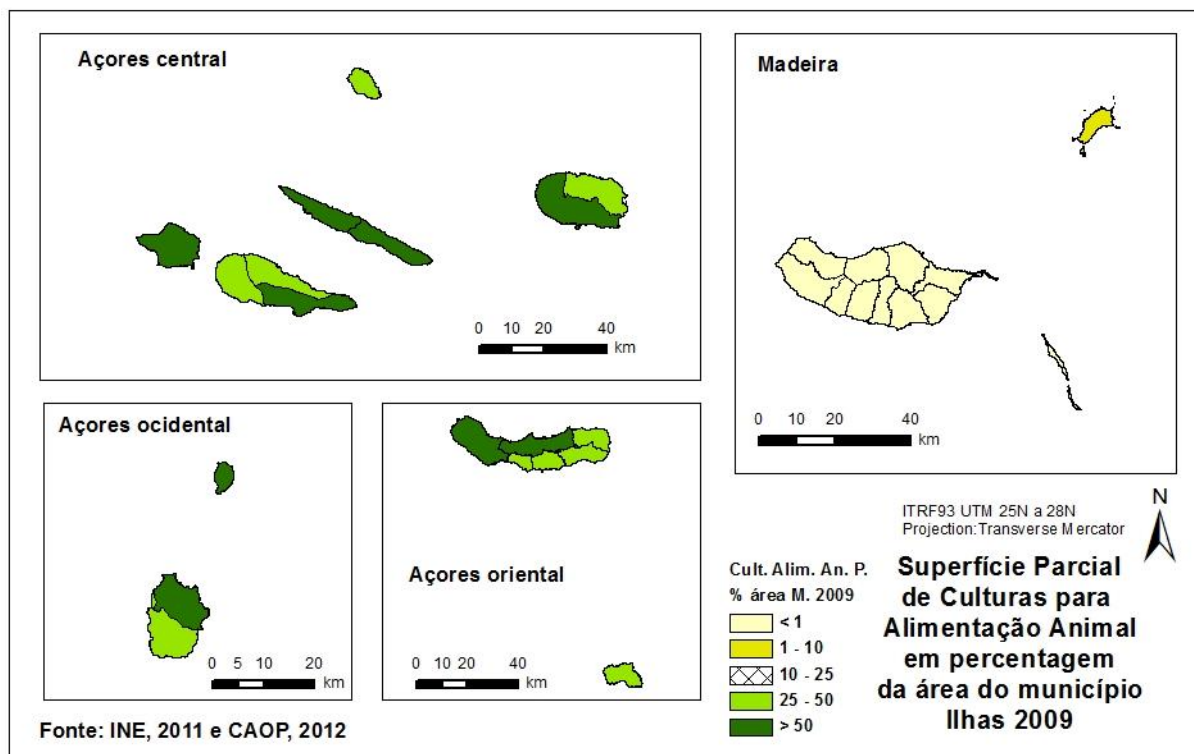 Açores central
0 10 20 40
km
Madeira
0 10 20 40
km
Açores ocidental
0 5 10 20
km
Açores oriental
0 10 20 40
km
ITRF93 UTM 25N a 28N
Projection:Transverse Mercator
N
Cult. Alim. An. P.
% área M. 2009
< 1
1 - 10
10 - 25
25 - 50
> 50
Superfície Parcial
de Culturas para
Alimentação Animal
em percentagem
da área do município
Ilhas 2009
Fonte: INE, 2011 e CAOP, 2012